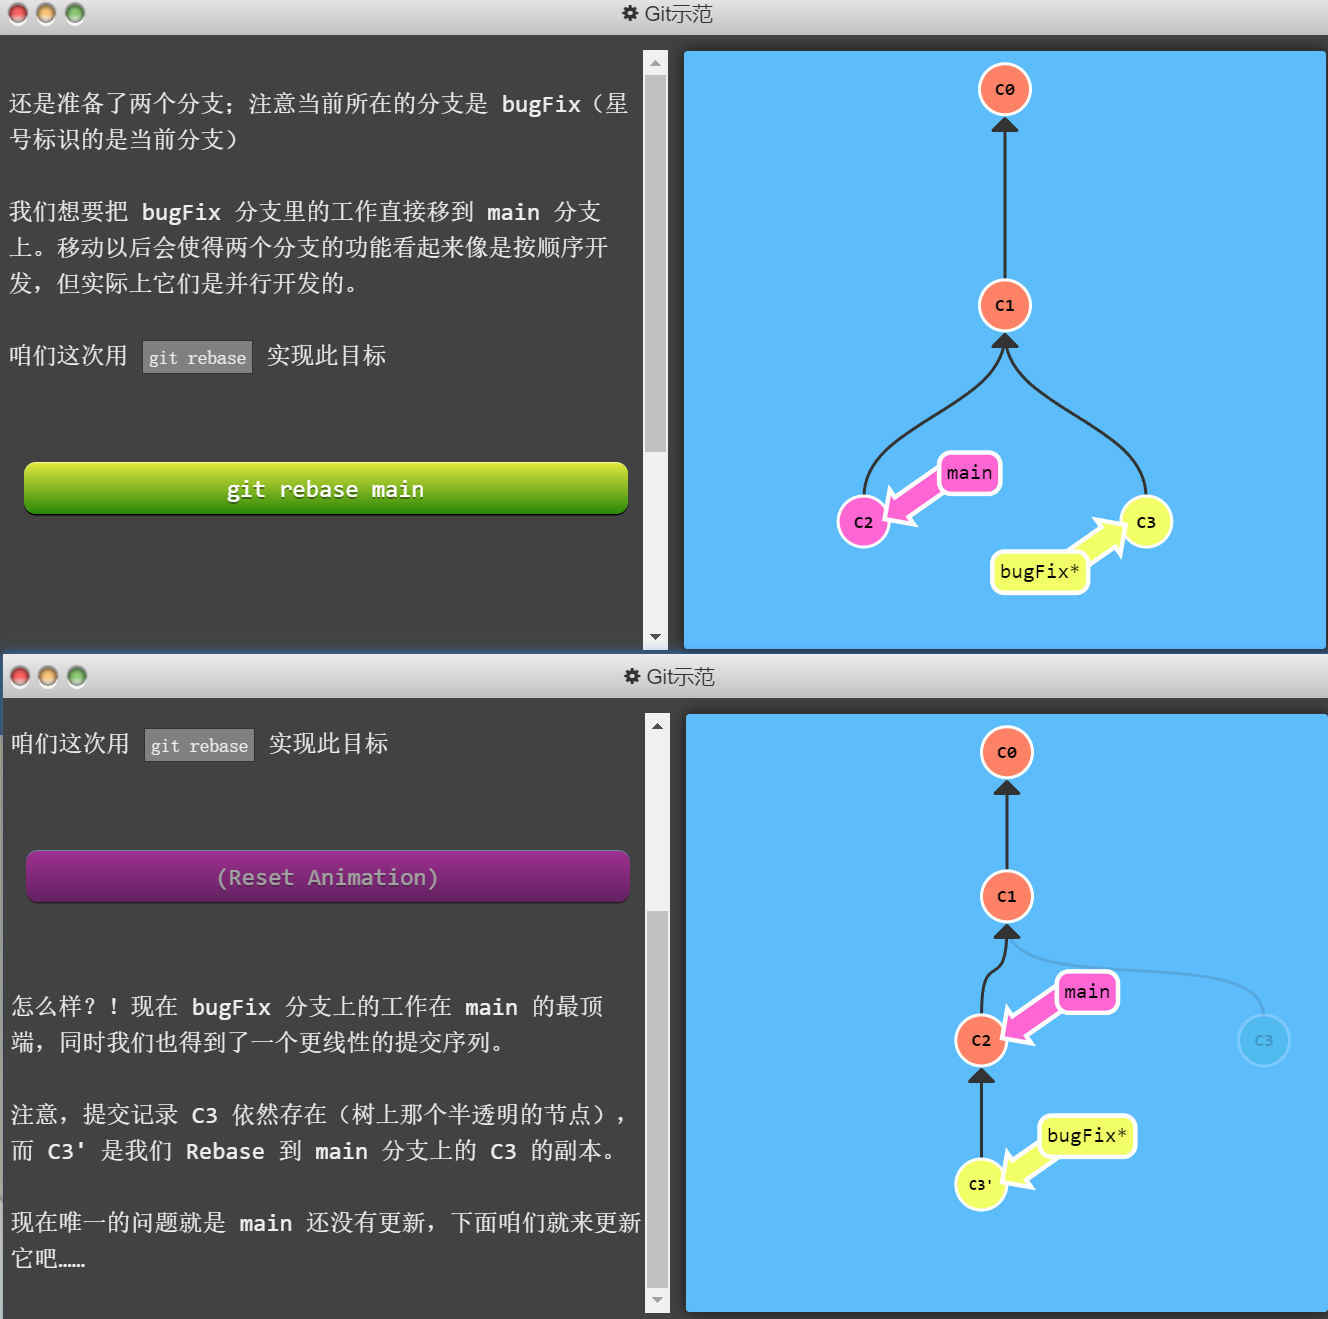 Git示范
还是准备了两个分支；注意当前所在的分支是 bugFix（星
号标识的是当前分支）
我们想要把 bugFix 分支里的工作直接移到 main 分支
上。移动以后会使得两个分支的功能看起来像是按顺序开
发，但实际上它们是并行开发的。
咱们这次用 git rebase 实现此目标
git rebase main
C0
C1
main
C2
C3
bugFix*
Git示范
咱们这次用 git rebase 实现此目标
(Reset Animation)
怎么样？！现在 bugFix 分支上的工作在 main 的最顶
端，同时我们也得到了一个更线性的提交序列。
注意，提交记录 C3 依然存在（树上那个半透明的节点），
而 C3' 是我们 Rebase 到 main 分支上的 C3 的副本。
现在唯一的问题就是 main 还没有更新，下面咱们就来更新
它吧……
C0
C1
main
C2
C3
bugFix*
C3'